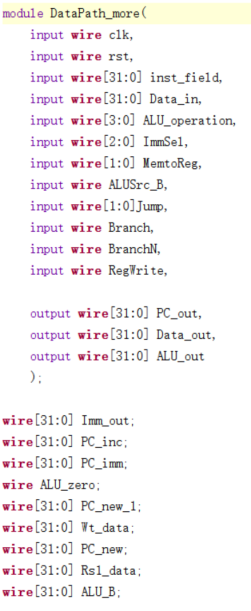 module DataPath_more(
input wire clk,
input wire rst,
input wire[31:0] inst_field,
input wire[31:0] Data_in,
input wire[3:0] ALU_operation,
input wire[2:0] ImmSel,
input wire[1:0] MemtoReg,
input wire ALUSrc_B,
input wire[1:0]Jump,
input wire Branch,
input wire BranchN,
input wire RegWrite,
output wire[31:0] PC_out,
output wire[31:0] Data_out,
output wire[31:0] ALU_out
);
wire[31:0] Imm_out;
wire[31:0] PC_inc;
wire[31:0] PC_imm;
wire ALU_zero;
wire[31:0] PC_new_1;
wire[31:0] Wt_data;
wire[31:0] PC_new;
wire[31:0] Rs1_data;
wire[31:0] ALU_B;